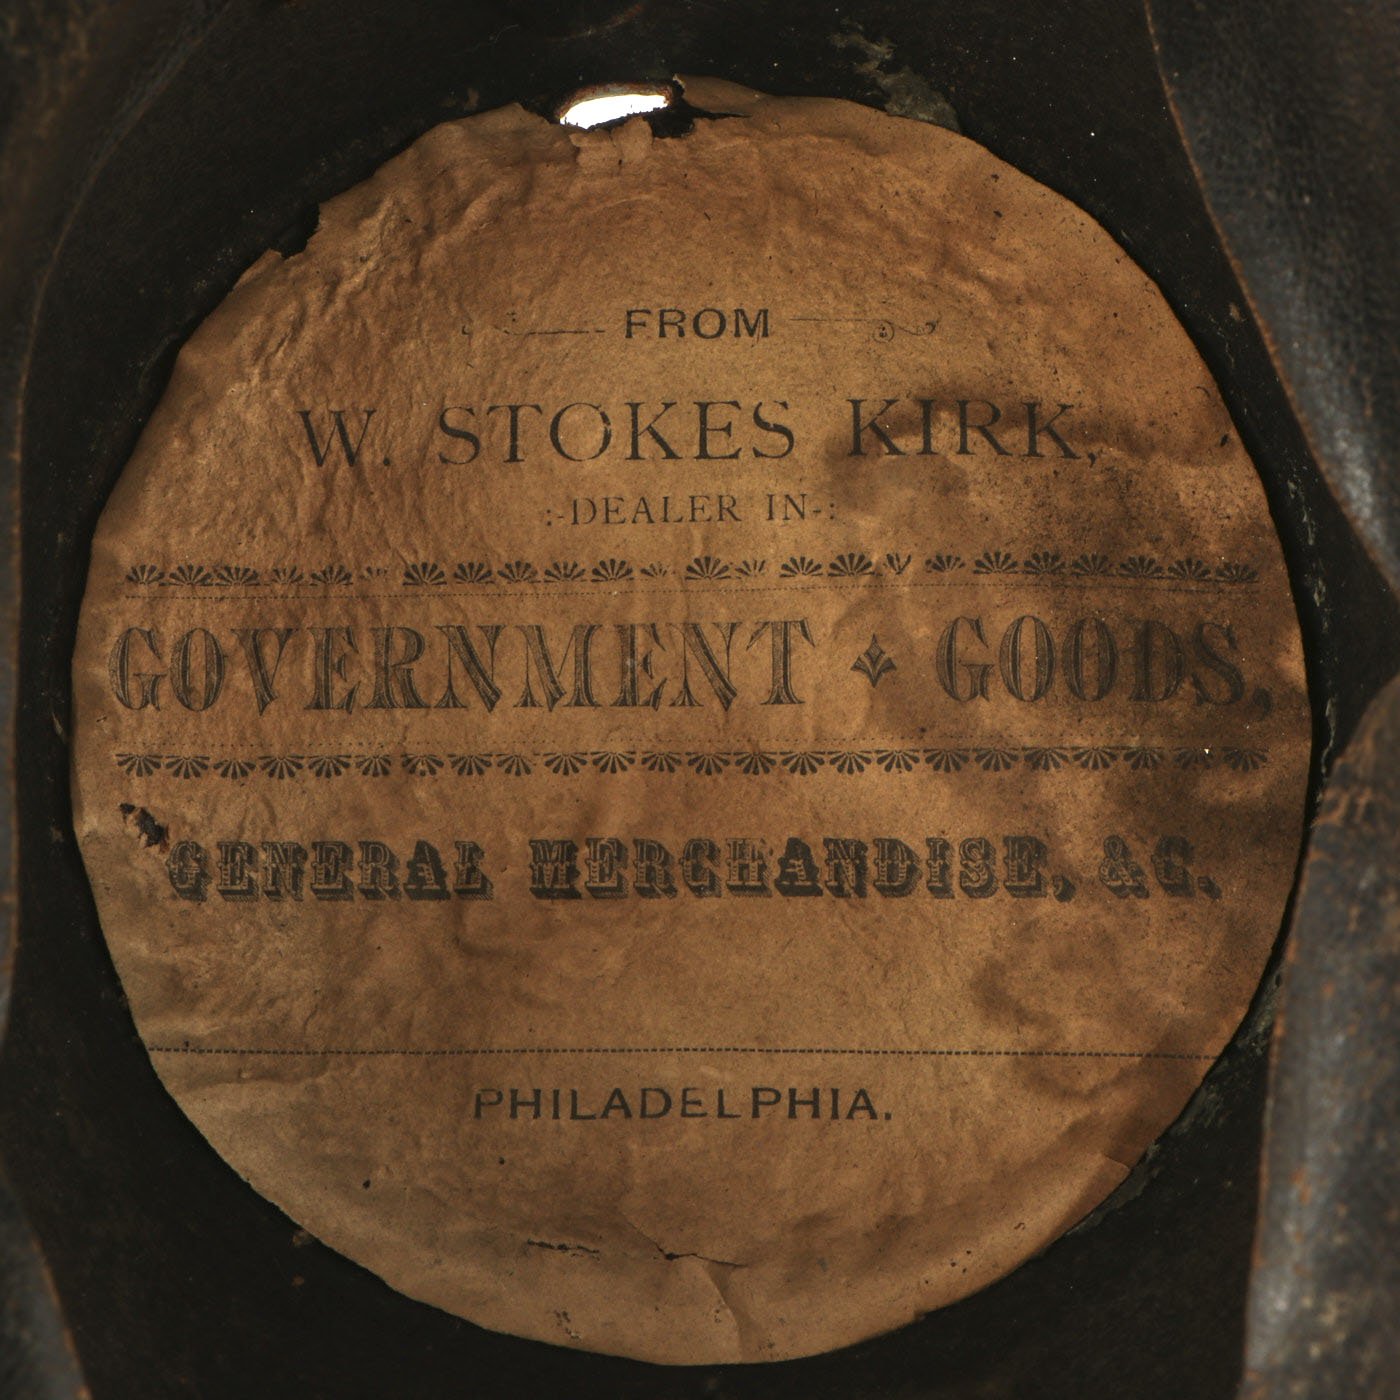 FROM
W. STOKES KIRK,
:-DEALER IN-:
GOVERNMENT GOODS,
GENERAL MERCHANDISE, &C.
PHILADELPHIA.